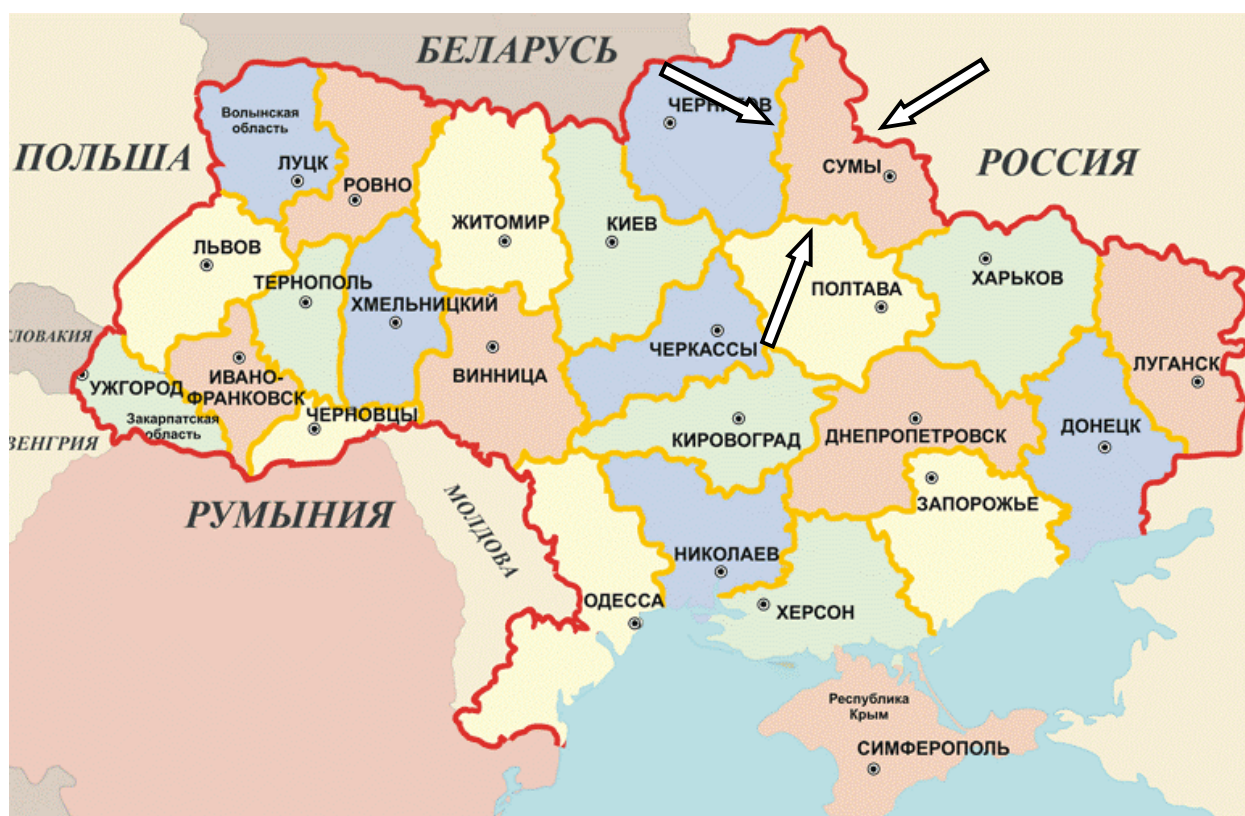 БЕЛАРУСЬ
ПОЛЬША
РОССИЯ
Волынская
область
ЛУЦК
РОВНО
ЖИТОМИР
КИЕВ
ЧЕРНИГОВ
СУМЫ
ЛЬВОВ
ТЕРНОПОЛЬ
ХМЕЛЬНИЦКИЙ
ВИННИЦА
ЧЕРКАССЫ
ПОЛТАВА
ХАРЬКОВ
ЛУГАНСК
ЛОВАКИЯ
УЖГОРОД
Закарпатская
область
ИВАНО-
ФРАНКОВСК
ЧЕРНОВЦЫ
КИРОВОГРАД
ДНЕПРОПЕТРОВСК
ДОНЕЦК
ВЕНГРИЯ
РУМЫНИЯ
МОЛДОВА
ЗАПОРОЖЬЕ
НИКОЛАЕВ
ОДЕССА
ХЕРСОН
Республика
Крым
СИМФЕРОПОЛЬ